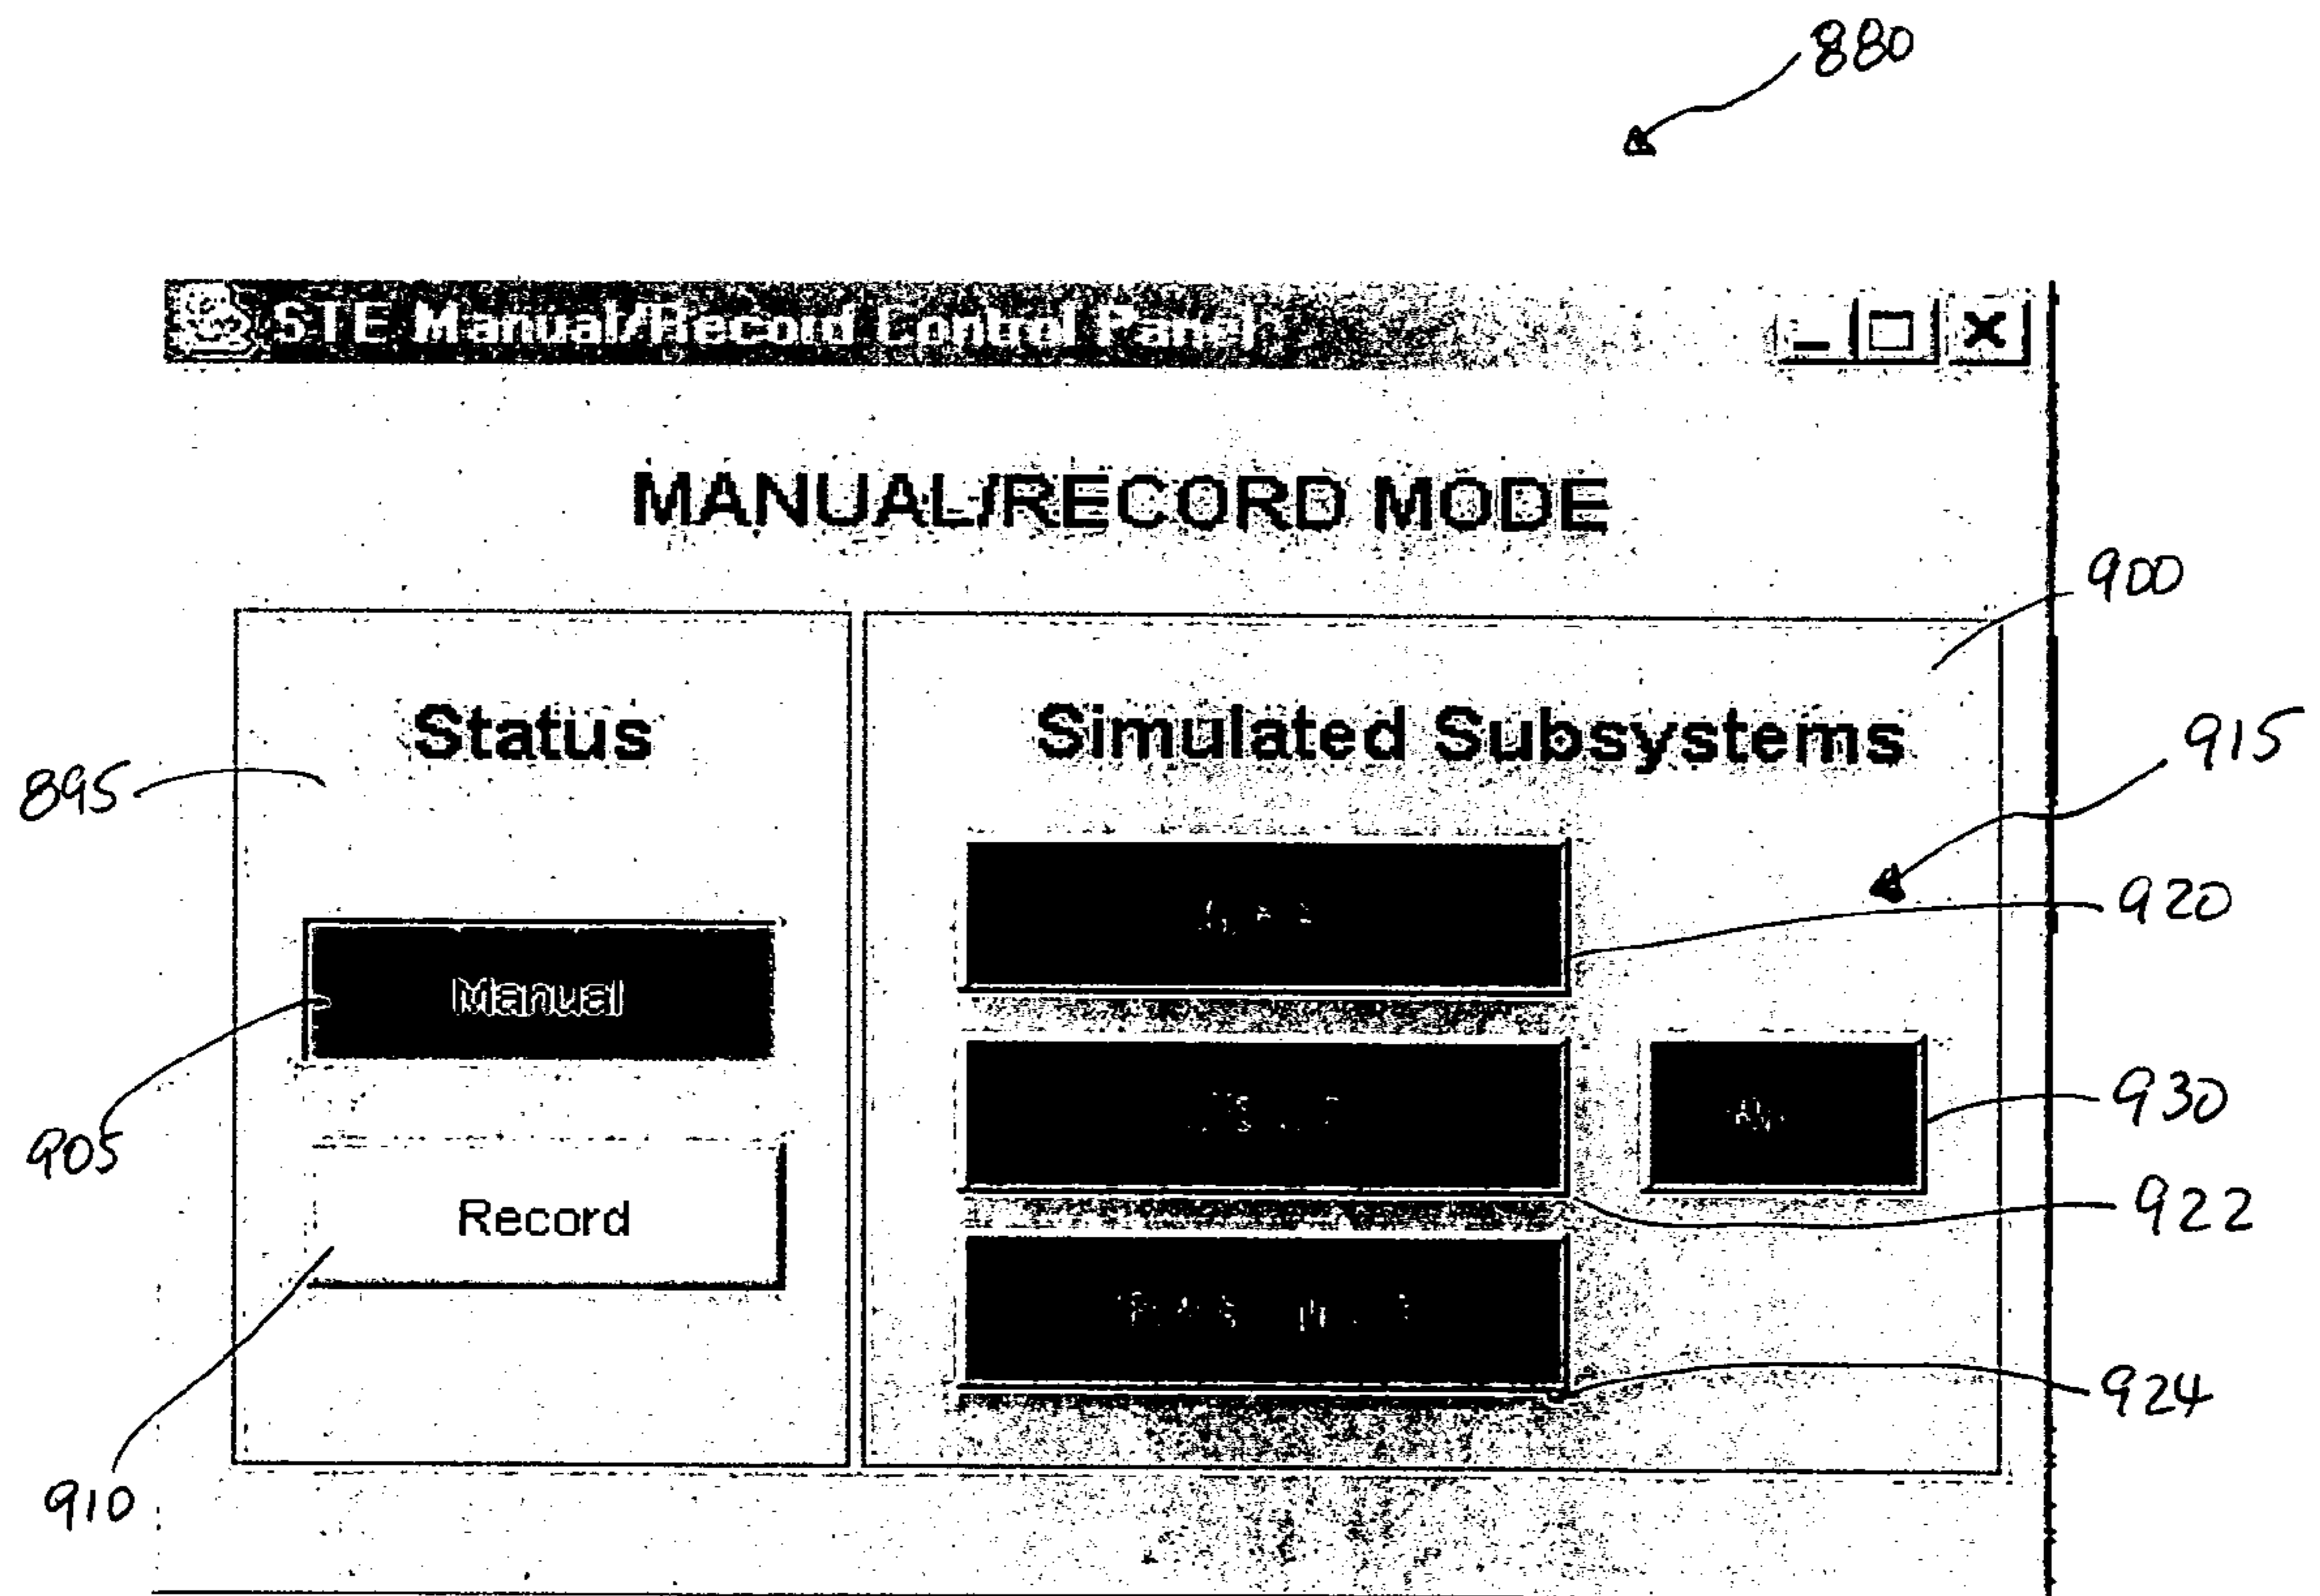 880
STE Manual/Record Control Panel
MANUAL/RECORD MODE
900
Status
Simulated Subsystems
915
895
920
Manual
930
905
922
Record
924
910